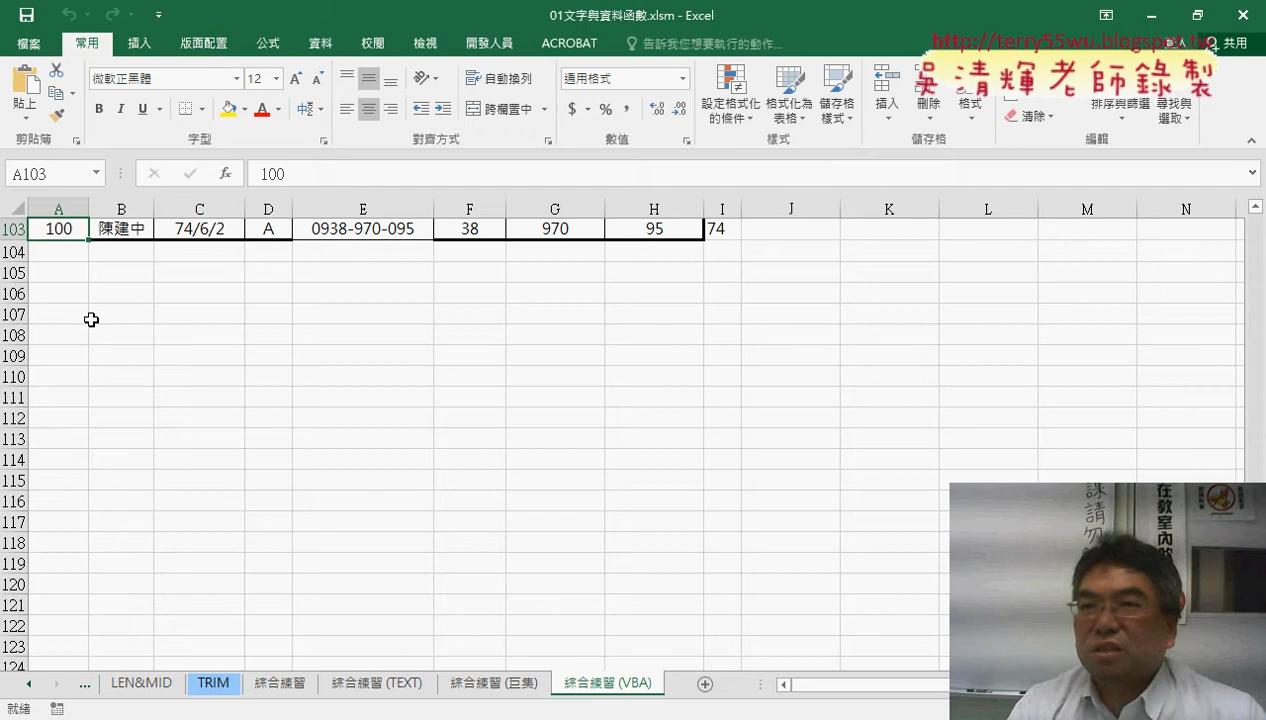 01文字與資料函數.xlsm - Excel
檔案 常用 插入 版面配置 公式 資料 校閱 檢視 開發人員 ACROBAT 告訴我您想要執行的動作... 登入 共用
http://terry55wu.blogspot.tw
吳清輝老師錄製
貼上 微軟正黑體 12 自動換列 通用格式 設定格式化的條件 格式化為表格 儲存格樣式 插入 刪除 格式 排序與篩選 尋找與選取
B I U 跨欄置中 $ % , 清除
剪貼簿 字型 對齊方式 數值 樣式 儲存格 編輯
A103 fx 100
A B C D E F G H I J K L M N
103 100 陳建中 74/6/2 A 0938-970-095 38 970 95 74
104
105
106
107
108
109
110
111
112
113
114
115
116
117
118
119
120
121
122
123
124
課請勿
在教室內
... LEN&MID TRIM 綜合練習 綜合練習 (TEXT) 綜合練習 (巨集) 綜合練習 (VBA)
就緒